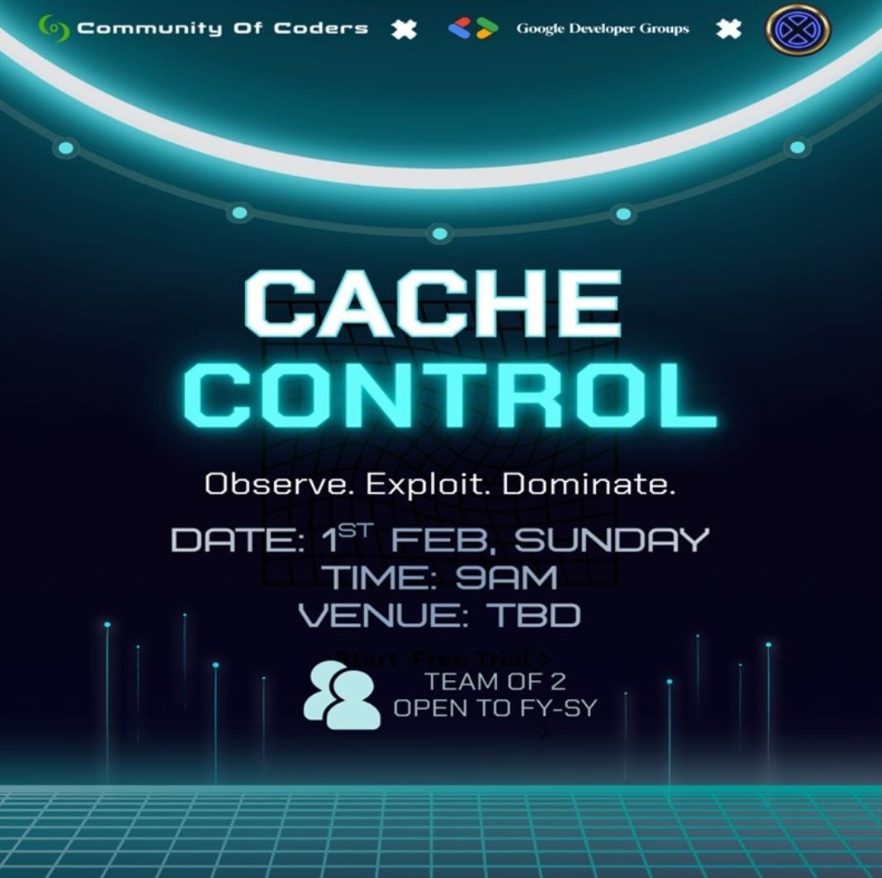 Community Of Coders
Google Developer Groups
CACHE
CONTROL
Observe. Exploit. Dominate.
DATE: 1ST FEB, SUNDAY
TIME: 9AM
VENUE: TBD
Start Free Trial >
TEAM OF 2
OPEN TO FY-SY